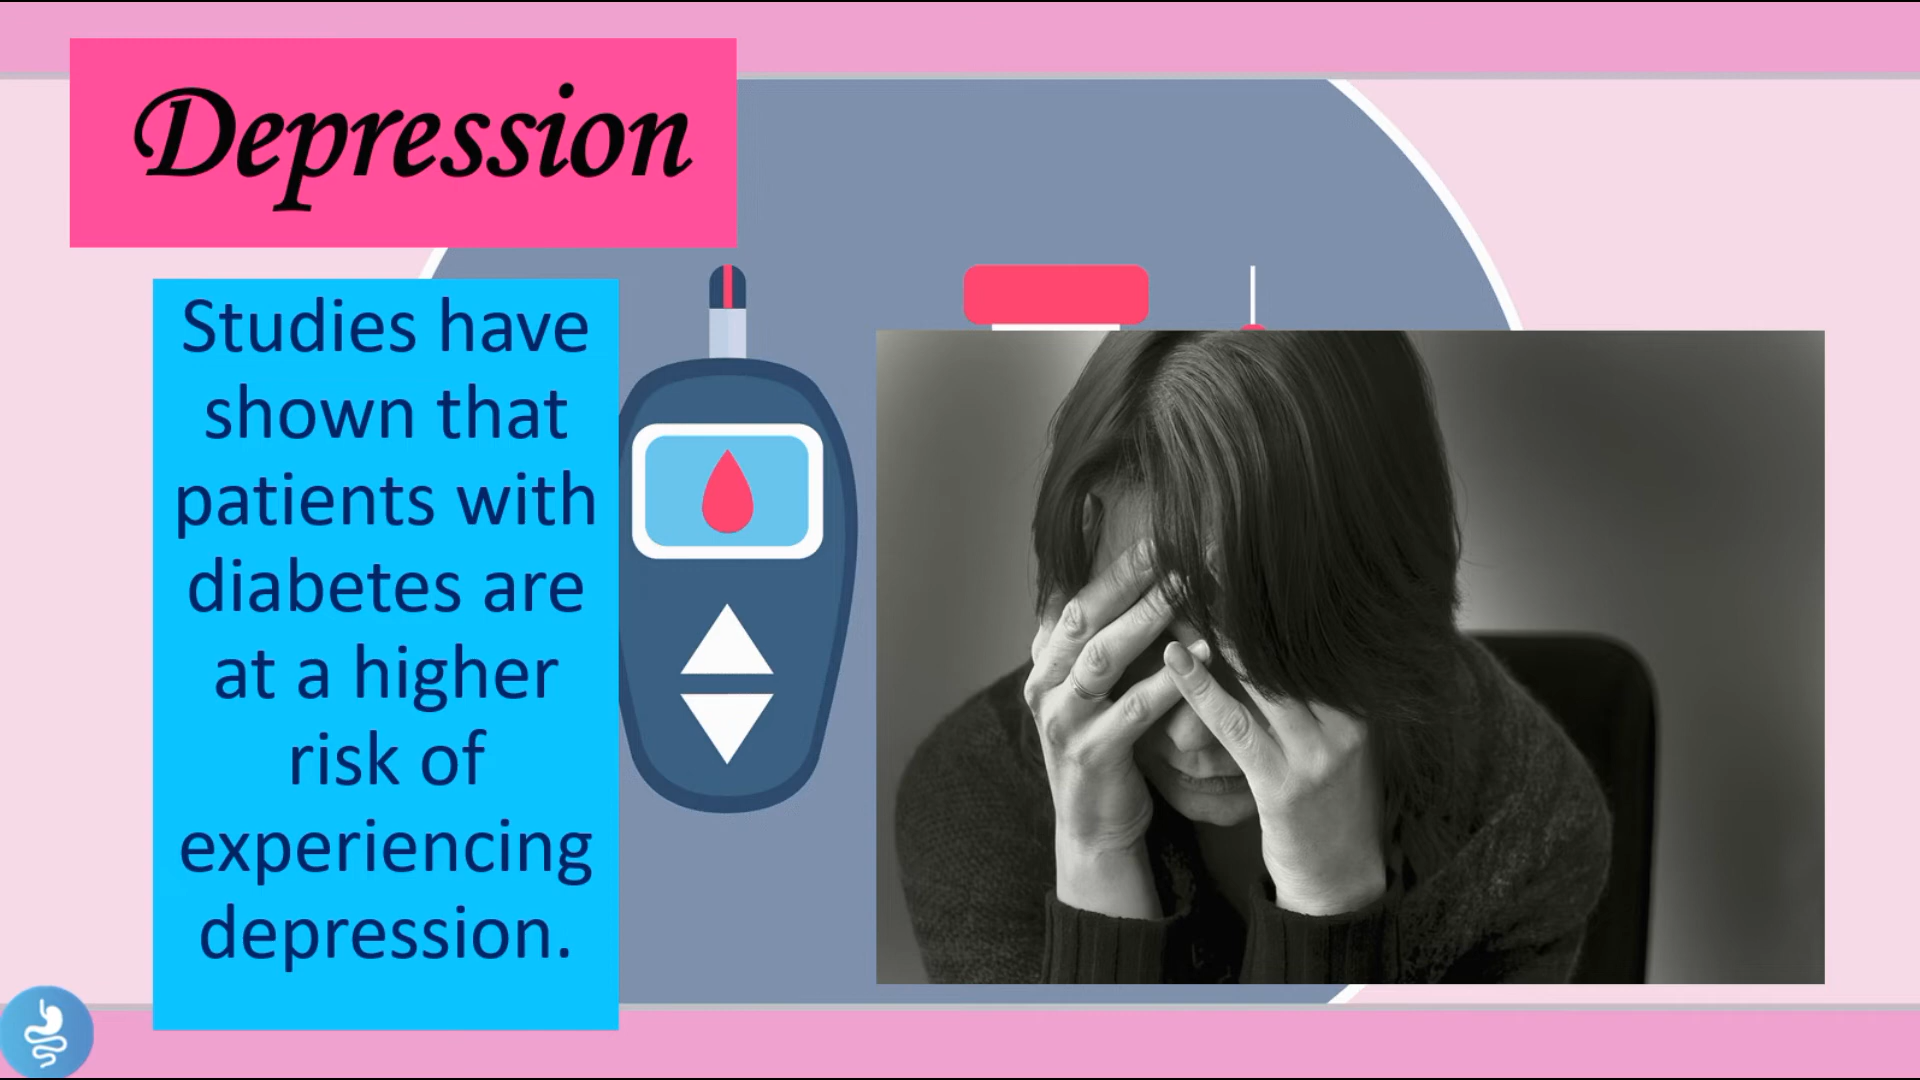 Depression
Studies have
shown that
patients with
diabetes are
at a higher
risk of
experiencing
depression.